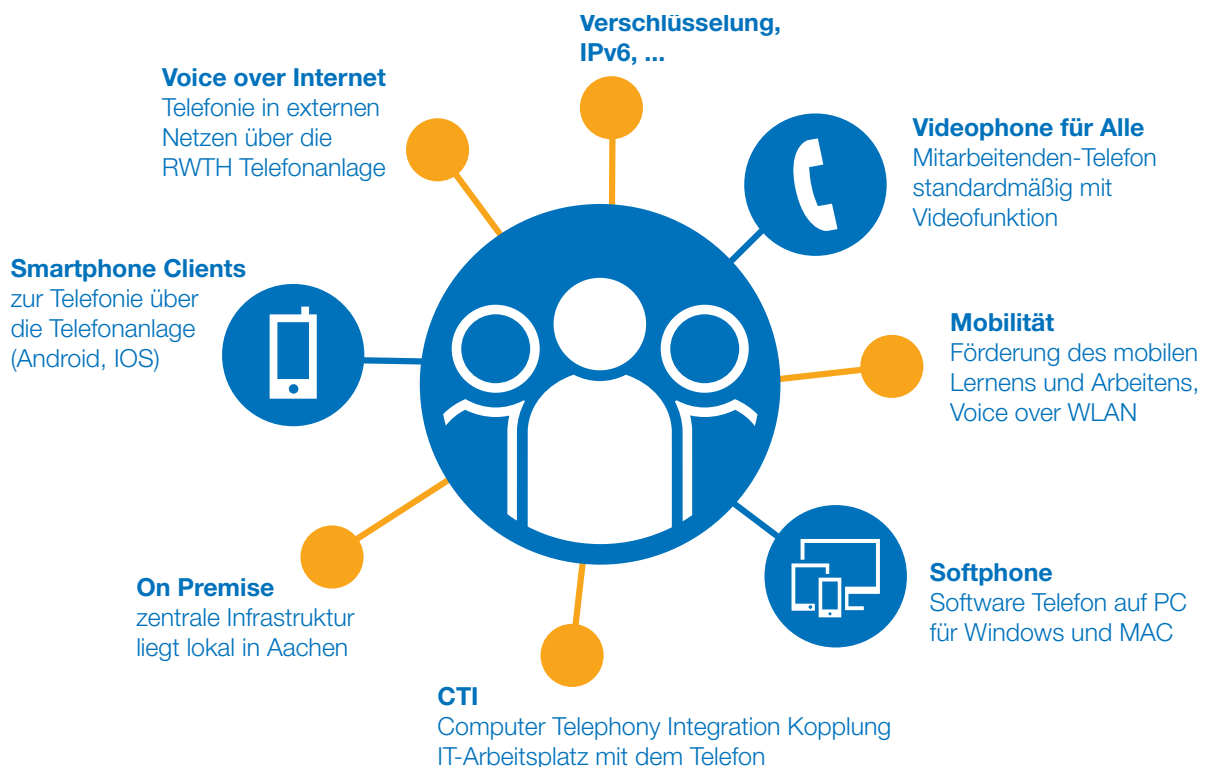 Verschlüsselung,
IPv6, ...
Voice over Internet
Telefonie in externen
Netzen über die
RWTH Telefonanlage
Videophone für Alle
Mitarbeitenden-Telefon
standardmäßig mit
Videofunktion
Smartphone Clients
zur Telefonie über
die Telefonanlage
(Android, IOS)
Mobilität
Förderung des mobilen
Lernens und Arbeitens,
Voice over WLAN
On Premise
zentrale Infrastruktur
liegt lokal in Aachen
Softphone
Software Telefon auf PC
für Windows und MAC
CTI
Computer Telephony Integration Kopplung
IT-Arbeitsplatz mit dem Telefon